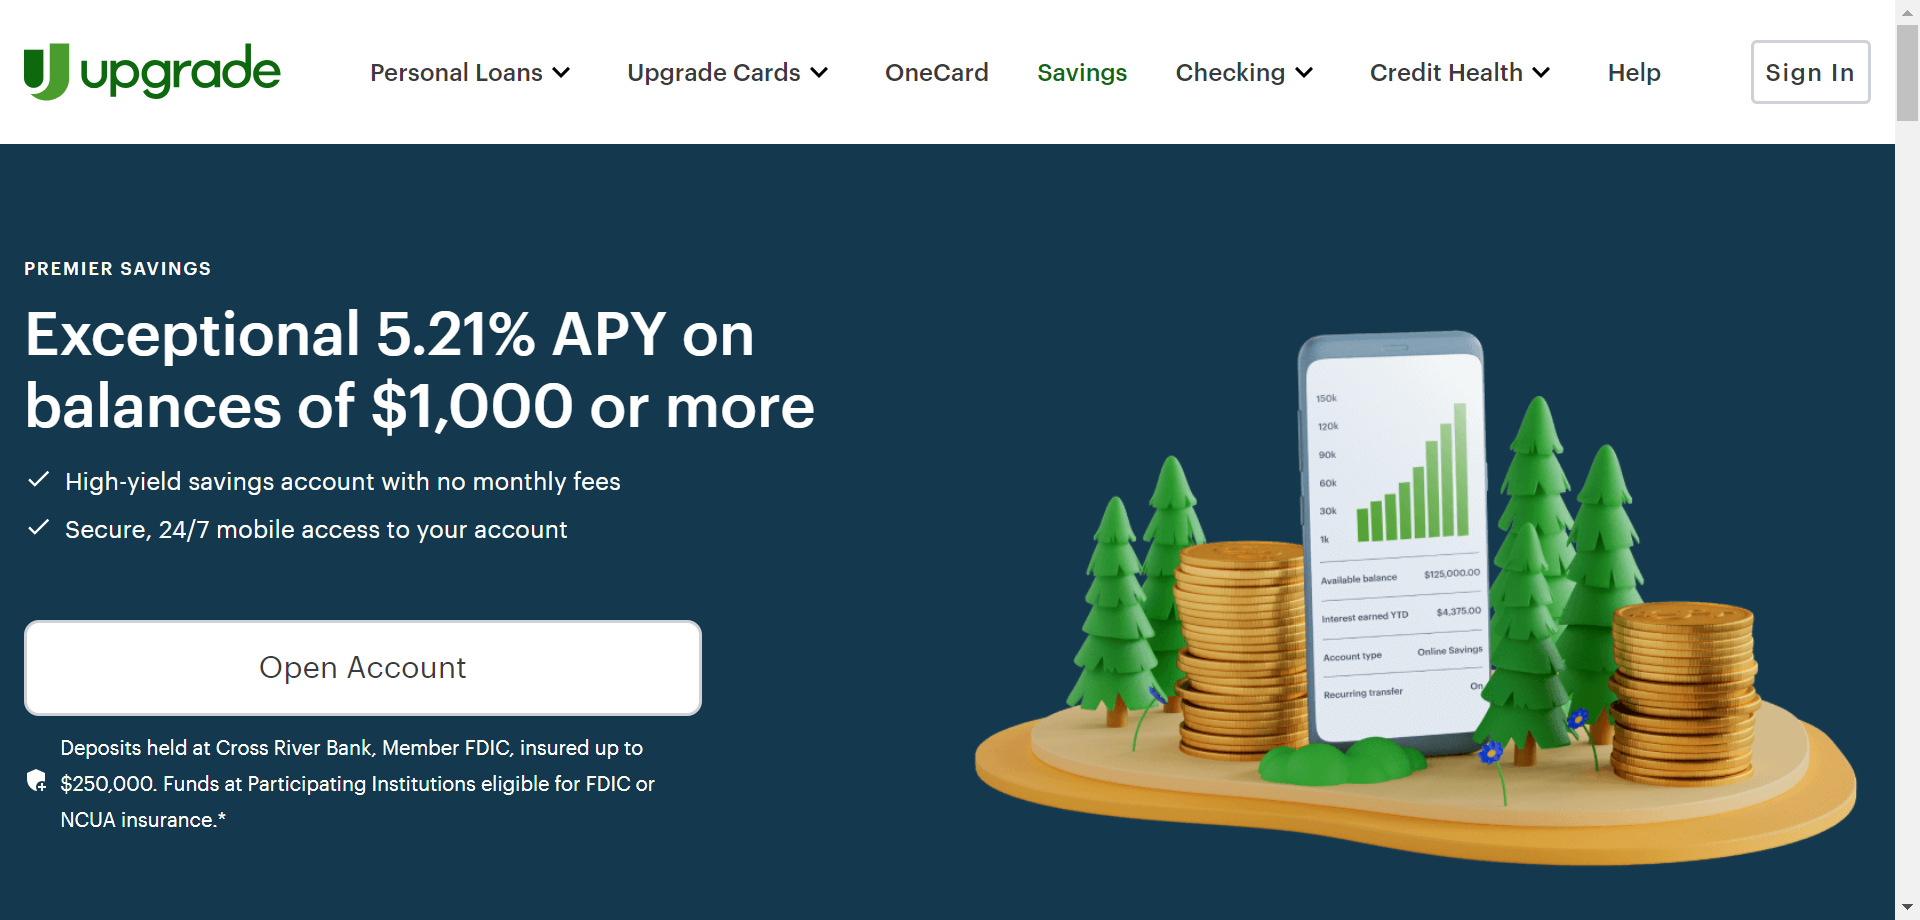 upgrade
Personal Loans
Upgrade Cards
OneCard
Savings
Checking
Credit Health
Help
Sign In
PREMIER SAVINGS
Exceptional 5.21% APY on
balances of $1,000 or more
High-yield savings account with no monthly fees
Secure, 24/7 mobile access to your account
Open Account
Deposits held at Cross River Bank, Member FDIC, insured up to
$250,000. Funds at Participating Institutions eligible for FDIC or
NCUA insurance.*
150k
120k
90k
60k
30k
1k
Available balance $125,000.00
Interest earned YTD $4,375.00
Account type Online Savings
Recurring transfer On